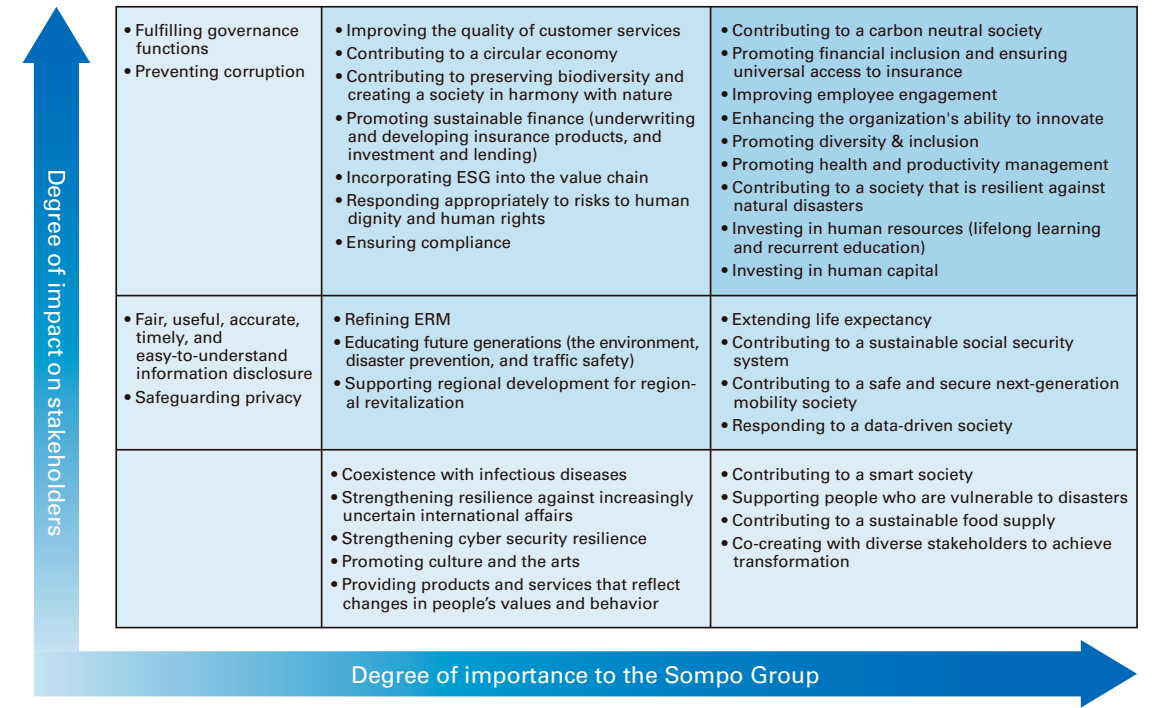 Degree of impact on stakeholders
• Fulfilling governance
functions
• Preventing corruption
• Improving the quality of customer services
• Contributing to a circular economy
• Contributing to preserving biodiversity and
creating a society in harmony with nature
• Promoting sustainable finance (underwriting
and developing insurance products, and
investment and lending)
• Incorporating ESG into the value chain
• Responding appropriately to risks to human
dignity and human rights
• Ensuring compliance
• Contributing to a carbon neutral society
• Promoting financial inclusion and ensuring
universal access to insurance
• Improving employee engagement
• Enhancing the organization's ability to innovate
• Promoting diversity & inclusion
• Promoting health and productivity management
• Contributing to a society that is resilient against
natural disasters
• Investing in human resources (lifelong learning
and recurrent education)
• Investing in human capital
• Fair, useful, accurate,
timely, and
easy-to-understand
information disclosure
• Safeguarding privacy
• Refining ERM
• Educating future generations (the environment,
disaster prevention, and traffic safety)
• Supporting regional development for region-
al revitalization
• Extending life expectancy
• Contributing to a sustainable social security
system
• Contributing to a safe and secure next-generation
mobility society
• Responding to a data-driven society
• Coexistence with infectious diseases
• Strengthening resilience against increasingly
uncertain international affairs
• Strengthening cyber security resilience
• Promoting culture and the arts
• Providing products and services that reflect
changes in people’s values and behavior
• Contributing to a smart society
• Supporting people who are vulnerable to disasters
• Contributing to a sustainable food supply
• Co-creating with diverse stakeholders to achieve
transformation
Degree of importance to the Sompo Group